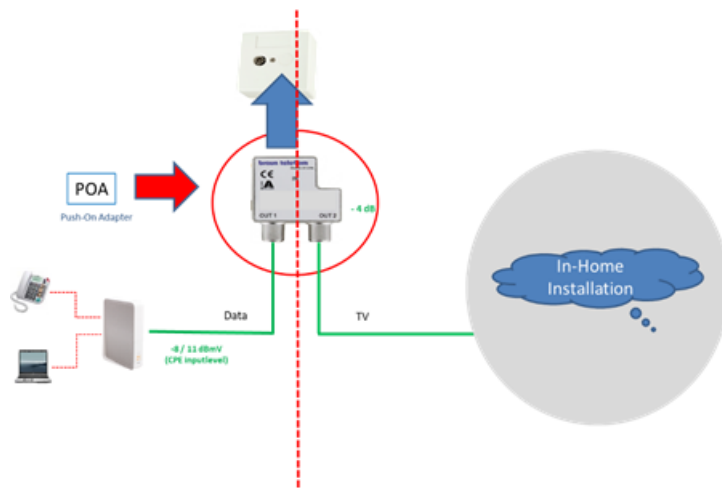 POA
Push-On Adapter
CE
OUT 1
OUT 2
- 4 dB
In-Home
Installation
Data
TV
-8 / 11 dBmV
(CPE inputlevel)